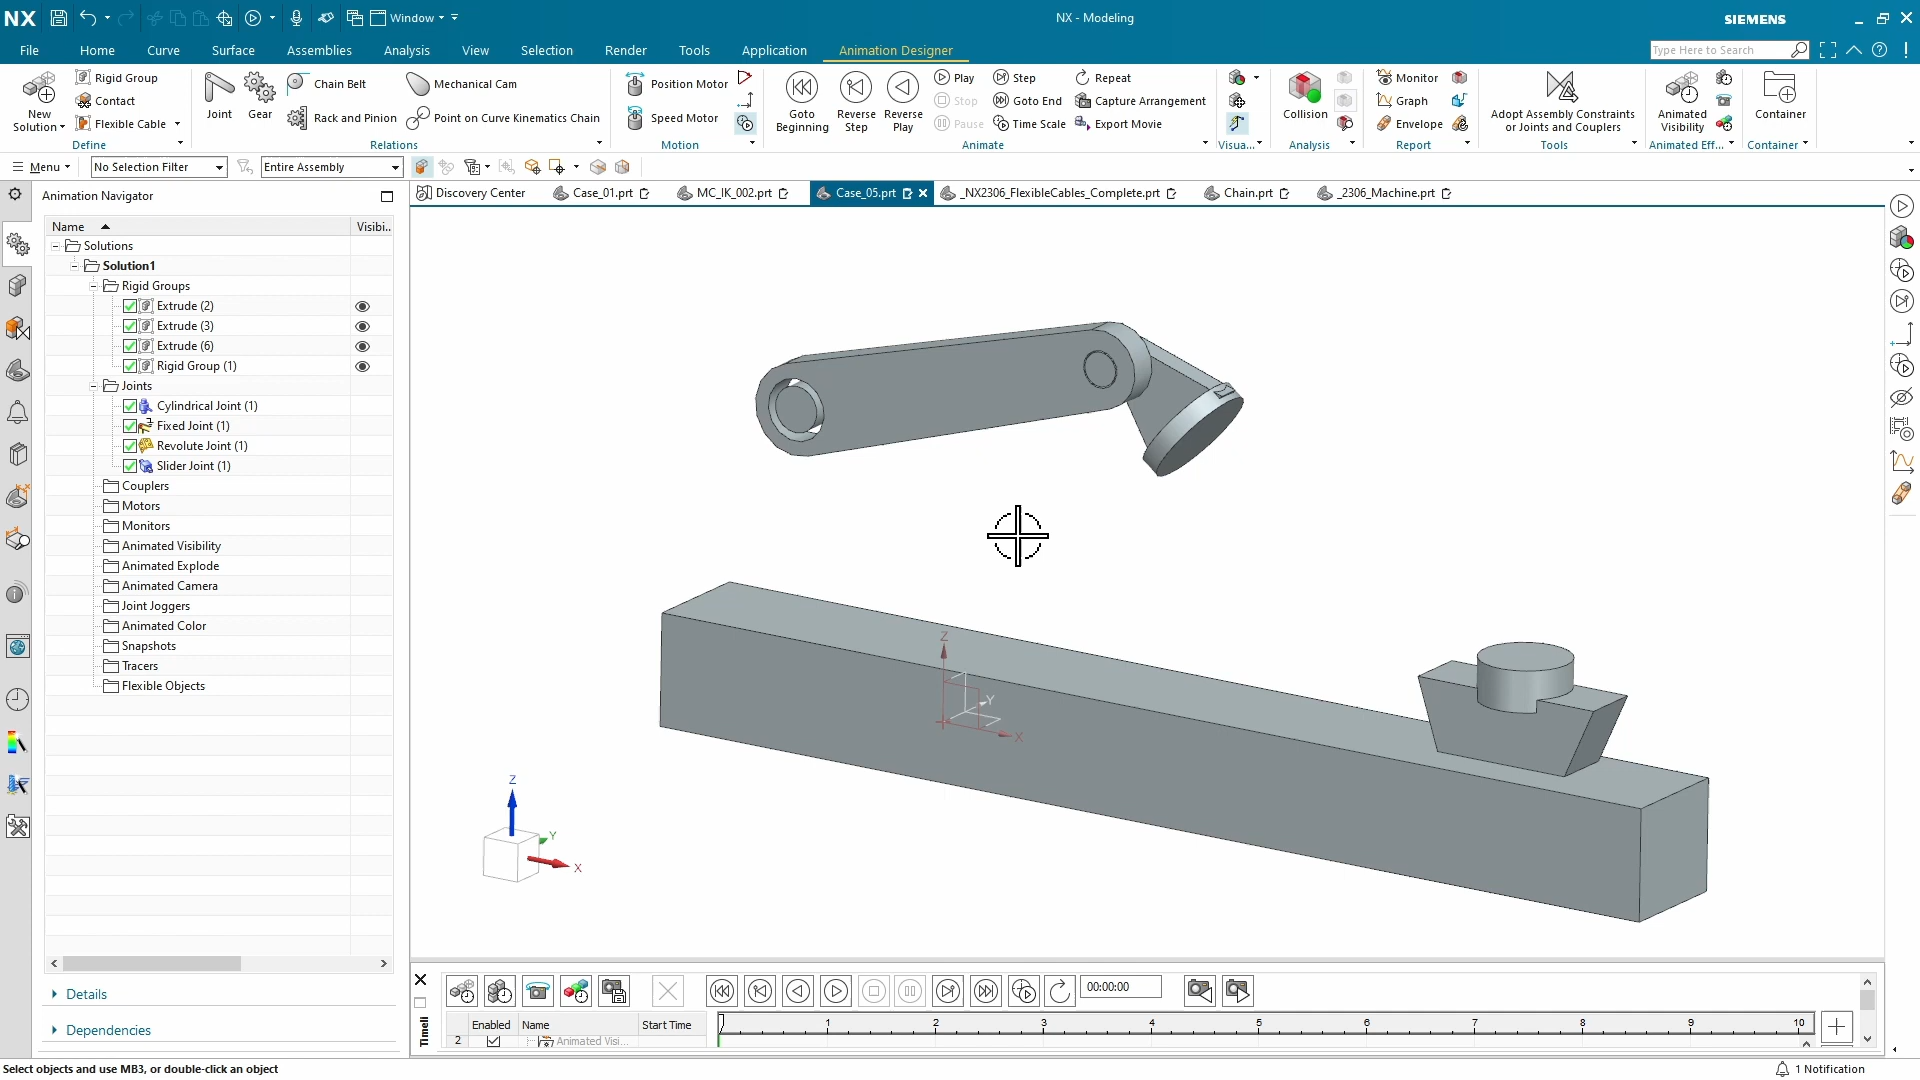 NX
Window
NX - Modeling
SIEMENS
File
Home
Curve
Surface
Assemblies
Analysis
View
Selection
Render
Tools
Application
Animation Designer
Type Here to Search
New Solution
Rigid Group
Contact
Flexible Cable
Define
Joint
Gear
Chain Belt
Rack and Pinion
Mechanical Cam
Point on Curve Kinematics Chain
Relations
Position Motor
Speed Motor
Motion
Goto Beginning
Reverse Step
Reverse Play
Play
Stop
Pause
Step
Goto End
Time Scale
Repeat
Capture Arrangement
Export Movie
Animate
Visua...
Collision
Analysis
Monitor
Graph
Envelope
Report
Adopt Assembly Constraints
or Joints and Couplers
Tools
Animated Visibility
Animated Eff...
Container
Container
Menu
No Selection Filter
Entire Assembly
Animation Navigator
Discovery Center
Case_01.prt
MC_IK_002.prt
Case_05.prt
_NX2306_FlexibleCables_Complete.prt
Chain.prt
_2306_Machine.prt
Name
Visibi..
Solutions
Solution1
Rigid Groups
Extrude (2)
Extrude (3)
Extrude (6)
Rigid Group (1)
Joints
Cylindrical Joint (1)
Fixed Joint (1)
Revolute Joint (1)
Slider Joint (1)
Couplers
Motors
Monitors
Animated Visibility
Animated Explode
Animated Camera
Joint Joggers
Animated Color
Snapshots
Tracers
Flexible Objects
Z
Y
X
Z
Y
X
Details
Dependencies
Timeli
00:00:00
Enabled
Name
Start Time
1
2
3
4
5
6
7
8
9
10
2
Animated Visi...
Select objects and use MB3, or double-click an object
1 Notification